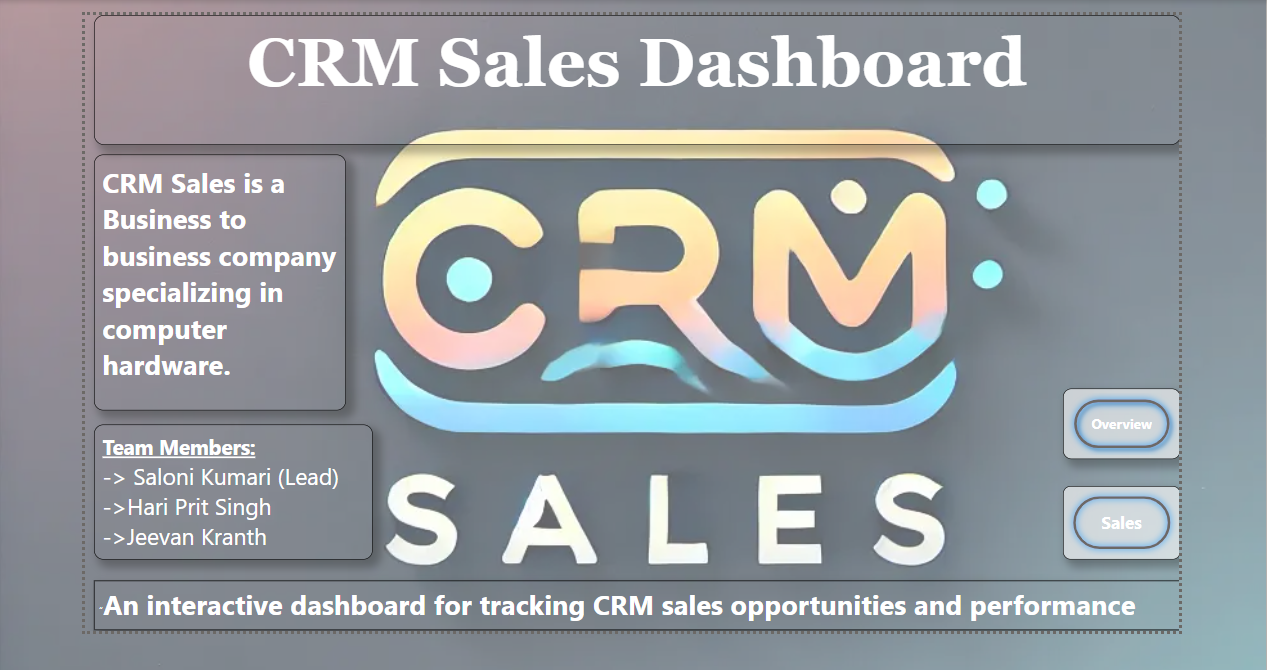 CRM Sales Dashboard
CRM Sales is a
Business to
business company
specializing in
computer
hardware.
CRM
SALES
Team Members:
-> Saloni Kumari (Lead)
->Hari Prit Singh
->Jeevan Kranth
Overview
Sales
-An interactive dashboard for tracking CRM sales opportunities and performance